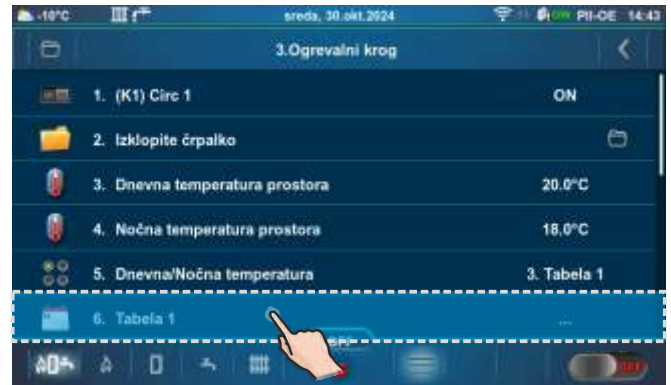 -10°C sreda, 30.okt.2024 PII-OE 14:43
3.Ogrevalni krog
1. (K1) Circ 1 ON
2. Izklopite črpalko
3. Dnevna temperatura prostora 20.0°C
4. Nočna temperatura prostora 18,0°C
5. Dnevna/Nočna temperatura 3. Tabela 1
6. Tabela 1 ...
OFF